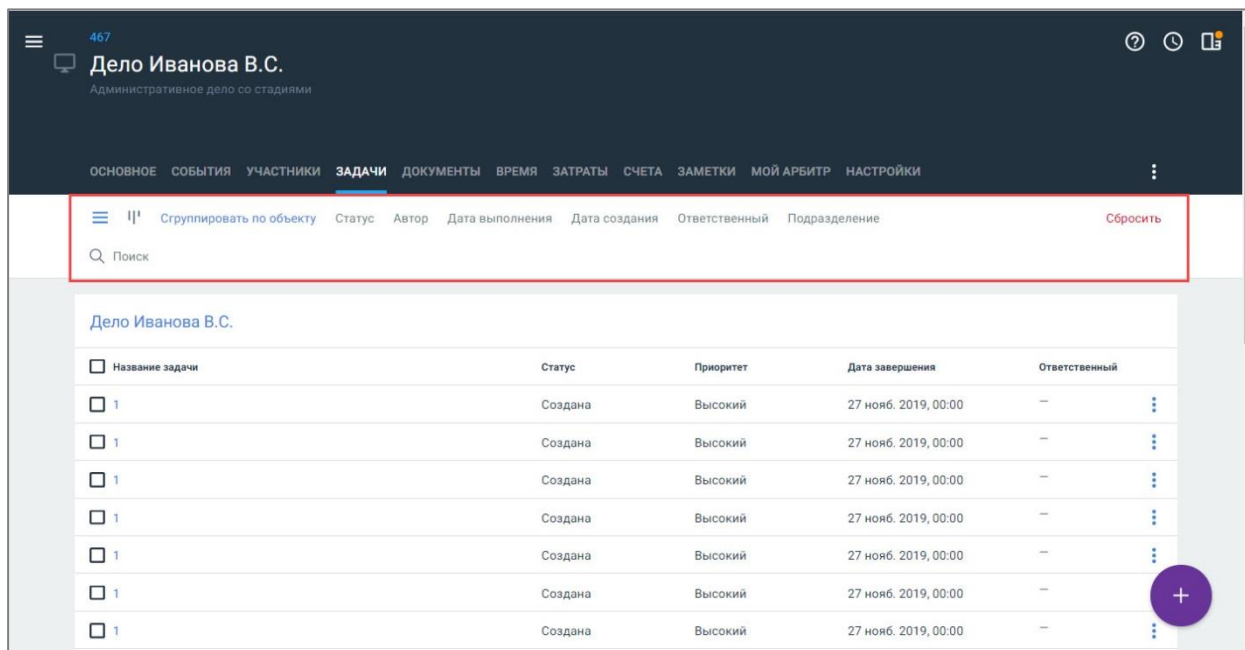 467
Дело Иванова В.С.
Административное дело со стадиями
ОСНОВНОЕ СОБЫТИЯ УЧАСТНИКИ ЗАДАЧИ ДОКУМЕНТЫ ВРЕМЯ ЗАТРАТЫ СЧЕТА ЗАМЕТКИ МОЙ АРБИТР НАСТРОЙКИ
Сгруппировать по объекту Статус Автор Дата выполнения Дата создания Ответственный Подразделение Сбросить
Поиск
Дело Иванова В.С.
Название задачи Статус Приоритет Дата завершения Ответственный
1 Создана Высокий 27 нояб. 2019, 00:00 —
1 Создана Высокий 27 нояб. 2019, 00:00 —
1 Создана Высокий 27 нояб. 2019, 00:00 —
1 Создана Высокий 27 нояб. 2019, 00:00 —
1 Создана Высокий 27 нояб. 2019, 00:00 —
1 Создана Высокий 27 нояб. 2019, 00:00 —
1 Создана Высокий 27 нояб. 2019, 00:00 —